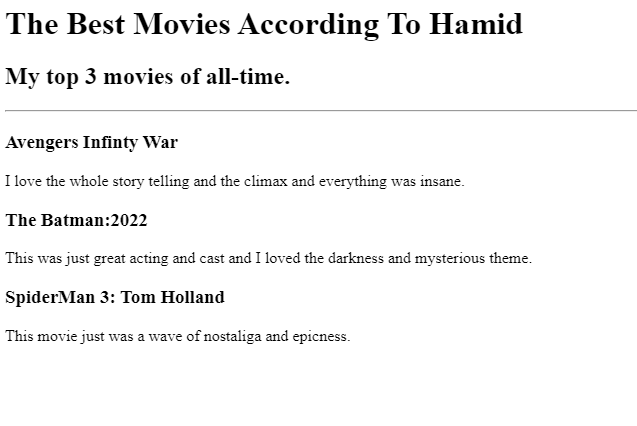 The Best Movies According To Hamid
My top 3 movies of all-time.
Avengers Infinty War
I love the whole story telling and the climax and everything was insane.
The Batman:2022
This was just great acting and cast and I loved the darkness and mysterious theme.
SpiderMan 3: Tom Holland
This movie just was a wave of nostaliga and epicness.